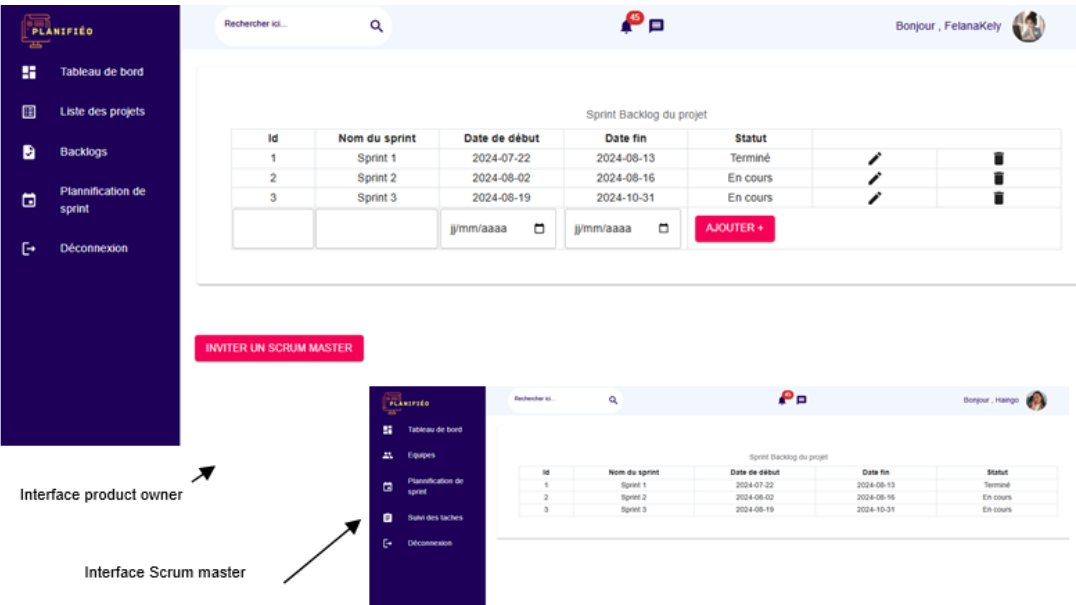 PLANIFIÉO
Rechercher ici...
45
Bonjour , FelanaKely
Tableau de bord
Liste des projets
Backlogs
Plannification de
sprint
Déconnexion
Sprint Backlog du projet
Id Nom du sprint Date de début Date fin Statut
1 Sprint 1 2024-07-22 2024-08-13 Terminé
2 Sprint 2 2024-08-02 2024-08-16 En cours
3 Sprint 3 2024-08-19 2024-10-31 En cours
jj/mm/aaaa jj/mm/aaaa AJOUTER +
INVITER UN SCRUM MASTER
Interface product owner
Interface Scrum master
PLANIFIÉO
Rechercher ici...
45
Bonjour , Haingo
Tableau de bord
Equipes
Plannification de
sprint
Suivi des taches
Déconnexion
Sprint Backlog du projet
Id Nom du sprint Date de début Date fin Statut
1 Sprint 1 2024-07-22 2024-08-13 Terminé
2 Sprint 2 2024-08-02 2024-08-16 En cours
3 Sprint 3 2024-08-19 2024-10-31 En cours